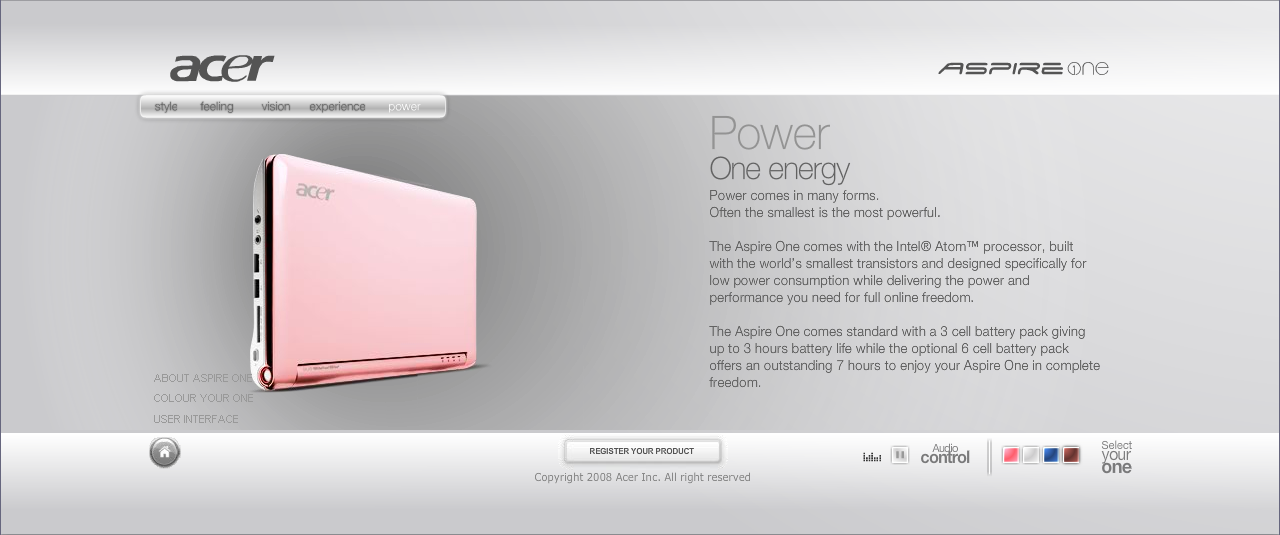 acer
ASPIRE one
style feeling vision experience power
acer
Power
One energy
Power comes in many forms.
Often the smallest is the most powerful.
The Aspire One comes with the Intel® Atom™ processor, built
with the world's smallest transistors and designed specifically for
low power consumption while delivering the power and
performance you need for full online freedom.
The Aspire One comes standard with a 3 cell battery pack giving
up to 3 hours battery life while the optional 6 cell battery pack
offers an outstanding 7 hours to enjoy your Aspire One in complete
freedom.
ABOUT ASPIRE ONE
COLOUR YOUR ONE
USER INTERFACE
REGISTER YOUR PRODUCT
Copyright 2008 Acer Inc. All right reserved
Audio
control
Select
your
one